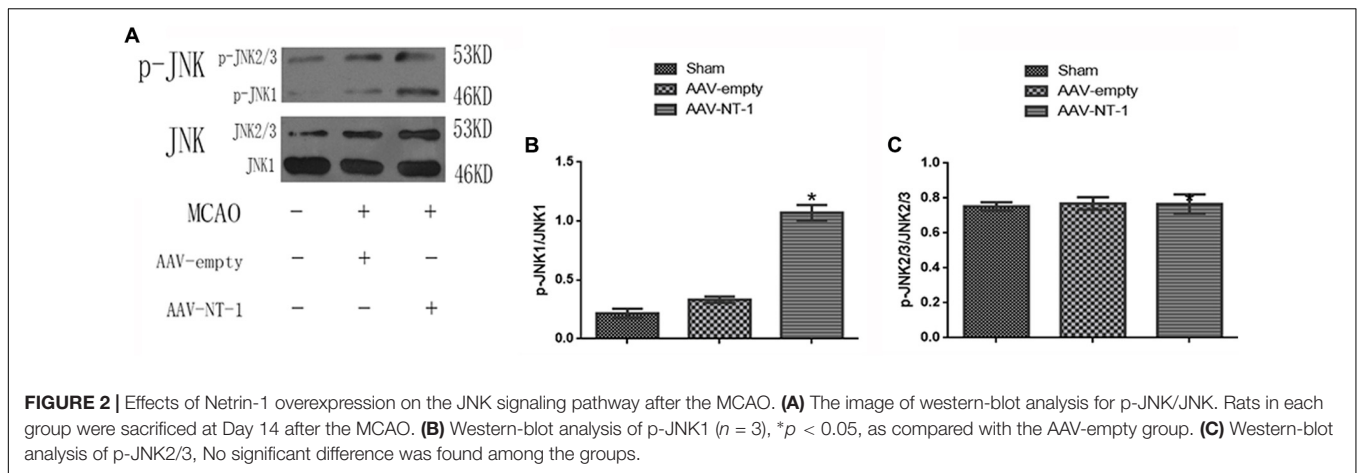 A
p-JNK
p-JNK2/3
53KD
p-JNK1
46KD
JNK
JNK2/3
53KD
JNK1
46KD
MCAO - + +
AAV-empty - + -
AAV-NT-1 - - +
B
Sham
AAV-empty
AAV-NT-1
p-JNK1/JNK1
1.5
1.0
0.5
0.0
*
C
Sham
AAV-empty
AAV-NT-1
p-JNK2/3/JNK2/3
1.0
0.8
0.6
0.4
0.2
0.0
*
FIGURE 2 | Effects of Netrin-1 overexpression on the JNK signaling pathway after the MCAO. (A) The image of western-blot analysis for p-JNK/JNK. Rats in each
group were sacrificed at Day 14 after the MCAO. (B) Western-blot analysis of p-JNK1 (n = 3), *p < 0.05, as compared with the AAV-empty group. (C) Western-blot
analysis of p-JNK2/3, No significant difference was found among the groups.